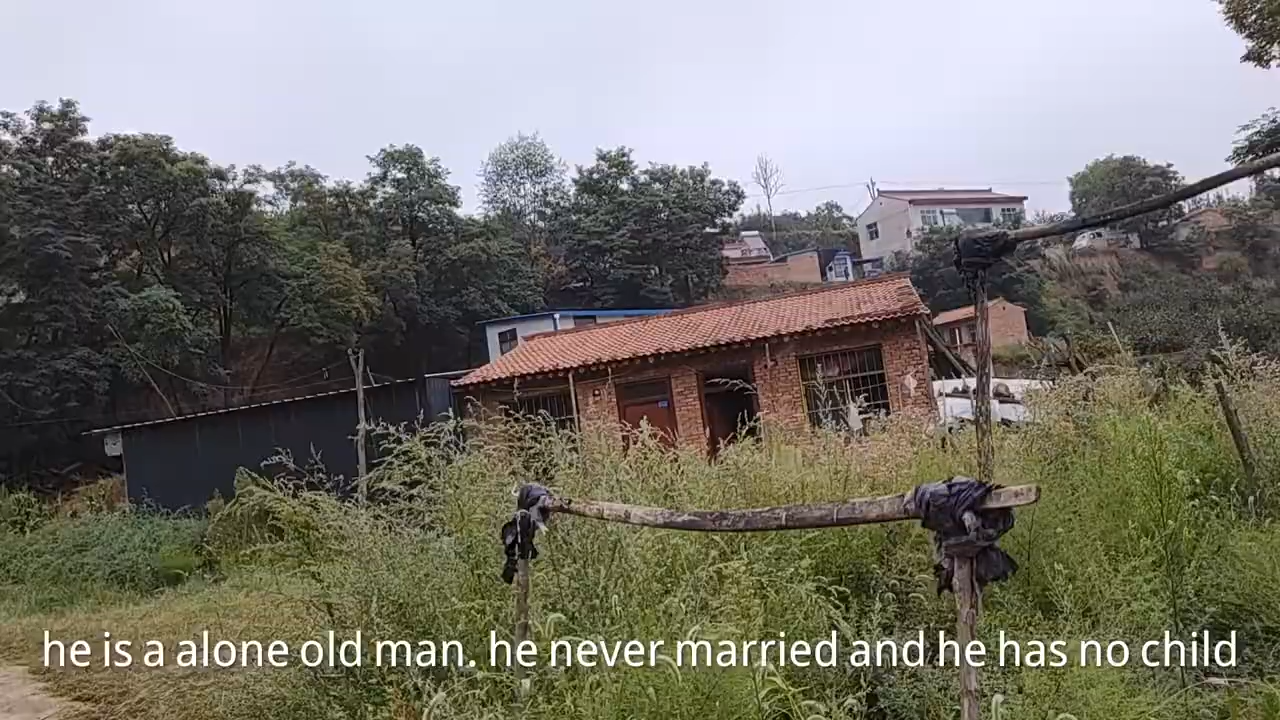 he is a alone old man. he never married and he has no child